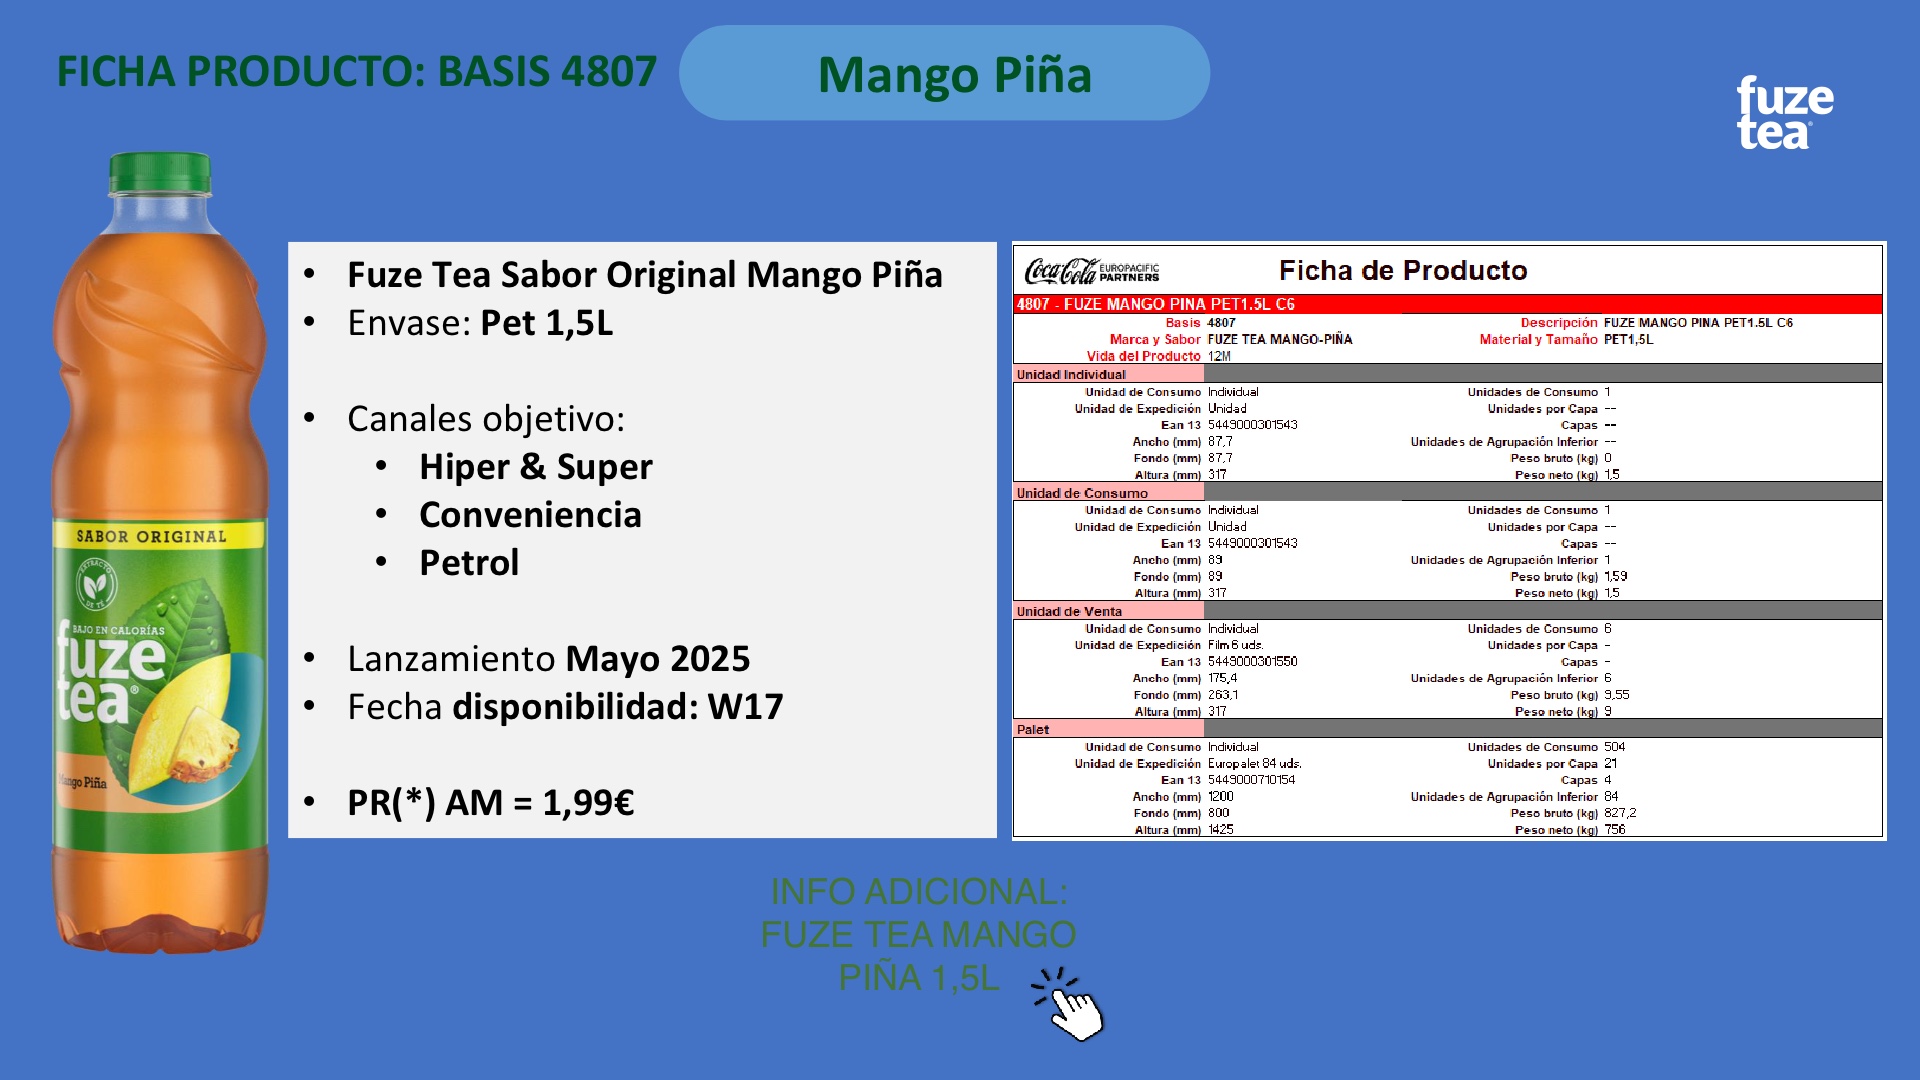 FICHA PRODUCTO: BASIS 4807
Mango Piña
fuze
tea
SABOR ORIGINAL
EXTRACTO
DE TÉ
BAJO EN CALORÍAS
fuze
tea®
Mango Piña
• Fuze Tea Sabor Original Mango Piña
• Envase: Pet 1,5L
• Canales objetivo:
• Hiper & Super
• Conveniencia
• Petrol
• Lanzamiento Mayo 2025
• Fecha disponibilidad: W17
• PR(*) AM = 1,99€
Coca-Cola EUROPACIFIC PARTNERS
Ficha de Producto
4807 - FUZE MANGO PINA PET1.5L C6
Basis 4807 Descripción FUZE MANGO PINA PET1.5L C6
Marca y Sabor FUZE TEA MANGO-PIÑA Material y Tamaño PET1,5L
Vida del Producto 12M
Unidad Individual
Unidad de Consumo Individual Unidades de Consumo 1
Unidad de Expedición Unidad Unidades por Capa --
Ean 13 5449000301543 Capas --
Ancho (mm) 87,7 Unidades de Agrupación Inferior --
Fondo (mm) 87,7 Peso bruto (kg) 0
Altura (mm) 317 Peso neto (kg) 1,5
Unidad de Consumo
Unidad de Consumo Individual Unidades de Consumo 1
Unidad de Expedición Unidad Unidades por Capa --
Ean 13 5449000301543 Capas --
Ancho (mm) 89 Unidades de Agrupación Inferior 1
Fondo (mm) 89 Peso bruto (kg) 1,59
Altura (mm) 317 Peso neto (kg) 1,5
Unidad de Venta
Unidad de Consumo Individual Unidades de Consumo 6
Unidad de Expedición Film 6 uds. Unidades por Capa -
Ean 13 5449000301550 Capas -
Ancho (mm) 175,4 Unidades de Agrupación Inferior 6
Fondo (mm) 263,1 Peso bruto (kg) 9,55
Altura (mm) 317 Peso neto (kg) 9
Pallet
Unidad de Consumo Individual Unidades de Consumo 504
Unidad de Expedición Europalet 84 uds. Unidades por Capa 21
Ean 13 5449000710154 Capas 4
Ancho (mm) 1200 Unidades de Agrupación Inferior 84
Fondo (mm) 800 Peso bruto (kg) 827,2
Altura (mm) 1425 Peso neto (kg) 756
INFO ADICIONAL:
FUZE TEA MANGO
PIÑA 1,5L